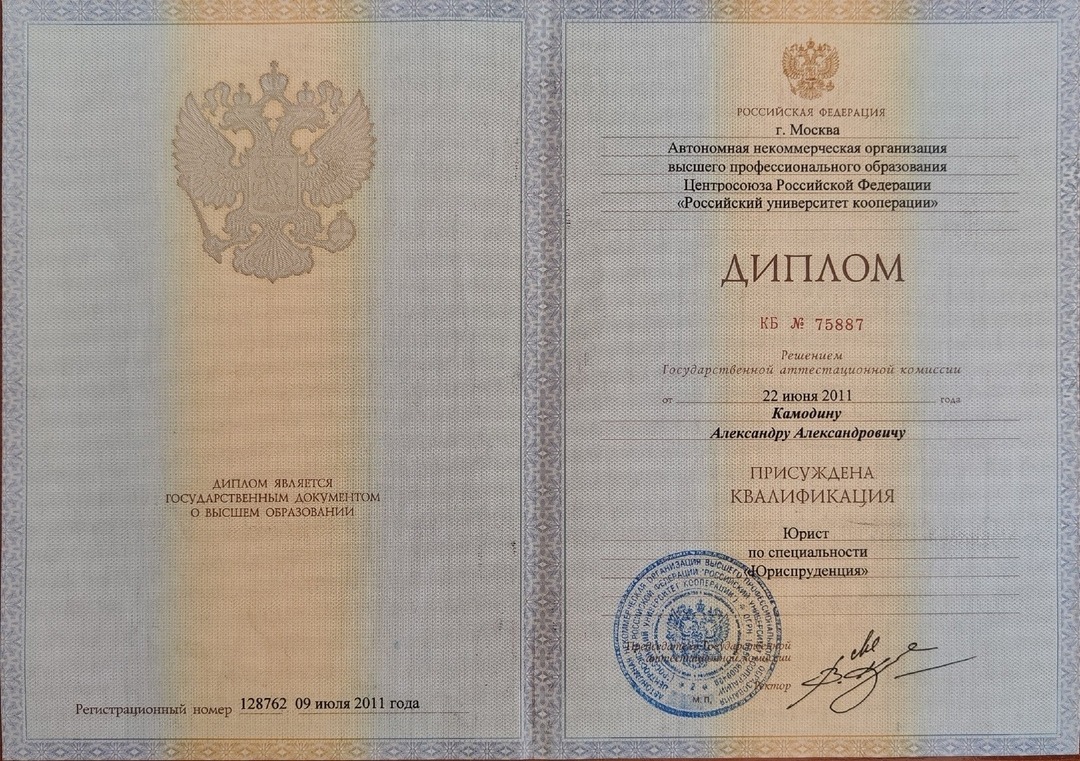 ДИПЛОМ ЯВЛЯЕТСЯ
ГОСУДАРСТВЕННЫМ ДОКУМЕНТОМ
О ВЫСШЕМ ОБРАЗОВАНИИ
Регистрационный номер 128762 09 июля 2011 года
РОССИЙСКАЯ ФЕДЕРАЦИЯ
г. Москва
Автономная некоммерческая организация
высшего профессионального образования
Центросоюза Российской Федерации
«Российский университет кооперации»
ДИПЛОМ
КБ № 75887
Решением
Государственной аттестационной комиссии
от 22 июня 2011 года
Камодину
Александру Александровичу
ПРИСУЖДЕНА
КВАЛИФИКАЦИЯ
Юрист
по специальности
«Юриспруденция»
Председатель Государственной
аттестационной комиссии
Ректор
М.П.